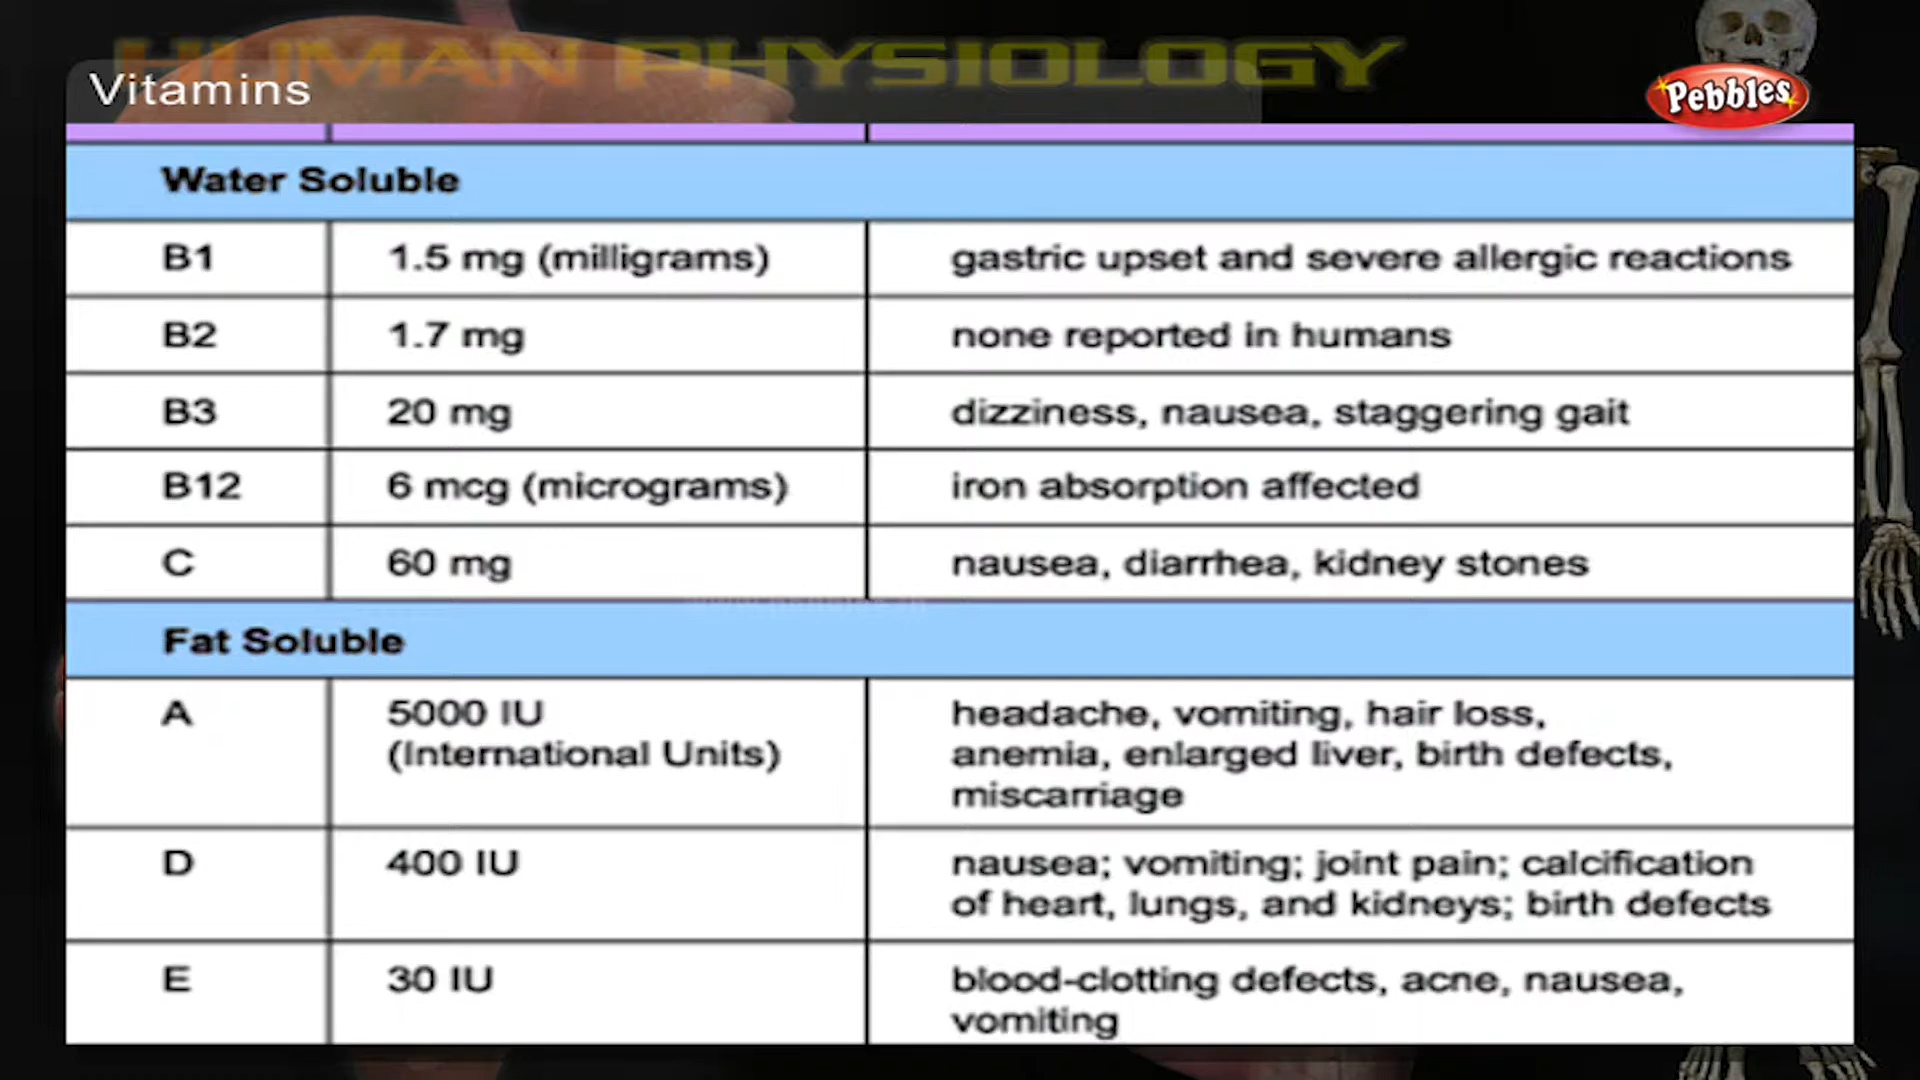 HUMAN PHYSIOLOGY
Vitamins
Pebbles
Water Soluble
B1 1.5 mg (milligrams) gastric upset and severe allergic reactions
B2 1.7 mg none reported in humans
B3 20 mg dizziness, nausea, staggering gait
B12 6 mcg (micrograms) iron absorption affected
C 60 mg nausea, diarrhea, kidney stones
Fat Soluble
A 5000 IU headache, vomiting, hair loss,
(International Units) anemia, enlarged liver, birth defects,
miscarriage
D 400 IU nausea; vomiting; joint pain; calcification
of heart, lungs, and kidneys; birth defects
E 30 IU blood-clotting defects, acne, nausea,
vomiting